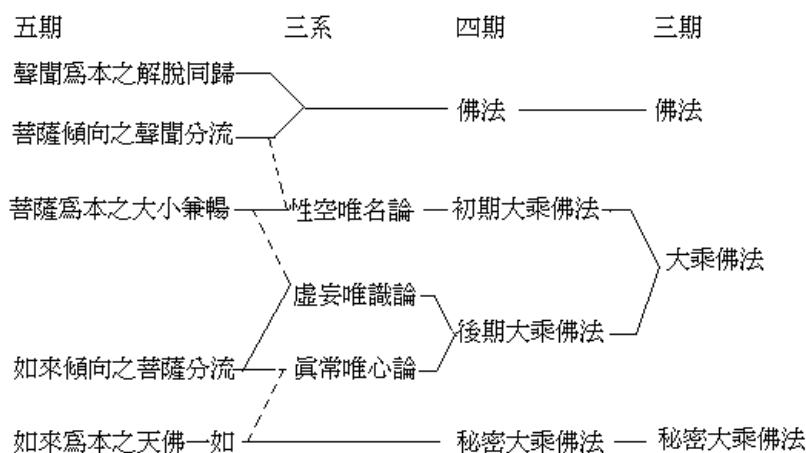 五期 三系 四期 三期
聲聞爲本之解脫同歸
佛法 佛法
菩薩傾向之聲聞分流
菩薩爲本之大小兼暢 性空唯名論 初期大乘佛法
大乘佛法
虛妄唯識論
後期大乘佛法
如來傾向之菩薩分流 眞常唯心論
如來爲本之天佛一如 秘密大乘佛法 秘密大乘佛法